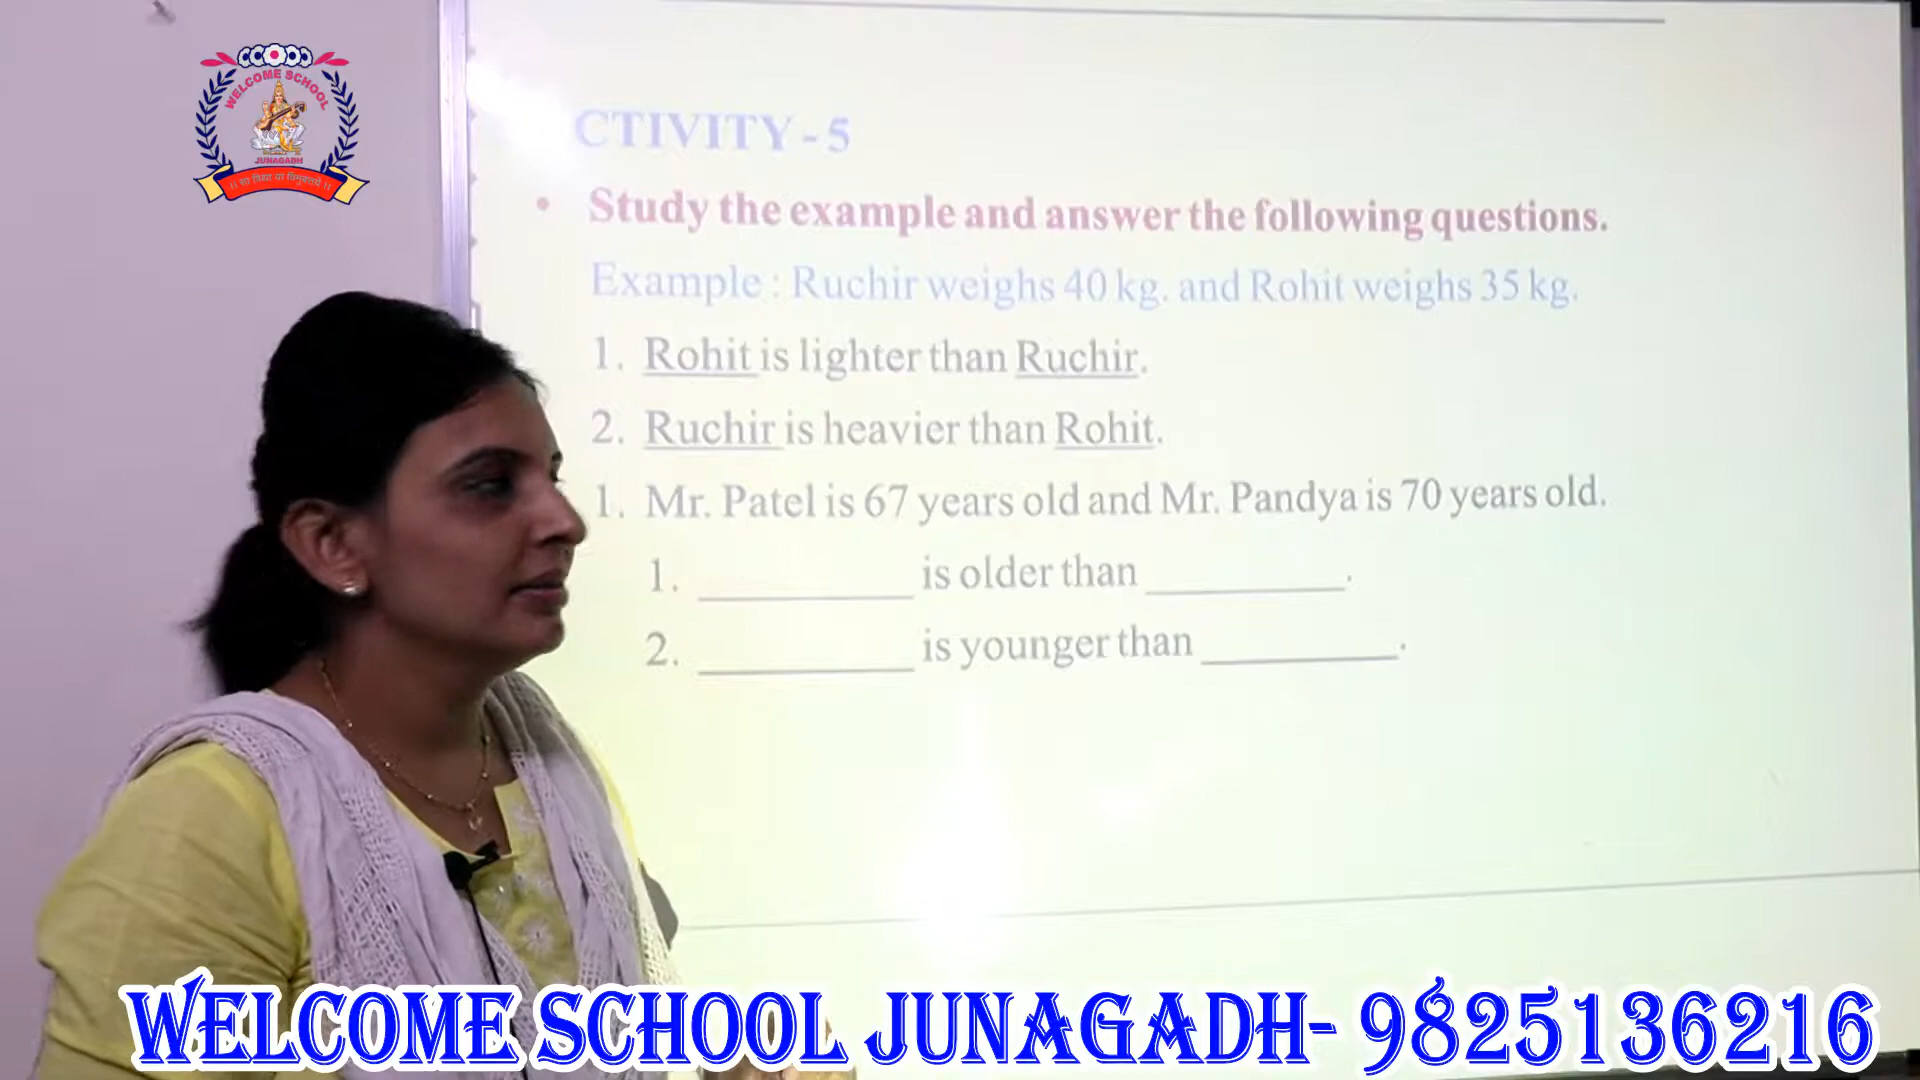 WELCOME SCHOOL
JUNAGADH
|| सा विद्या या विमुक्तये ||
CTIVITY - 5
• Study the example and answer the following questions.
Example : Ruchir weighs 40 kg. and Rohit weighs 35 kg.
1. Rohit is lighter than Ruchir.
2. Ruchir is heavier than Rohit.
1. Mr. Patel is 67 years old and Mr. Pandya is 70 years old.
1. __________ is older than __________.
2. __________ is younger than __________.
WELCOME SCHOOL JUNAGADH- 9825136216